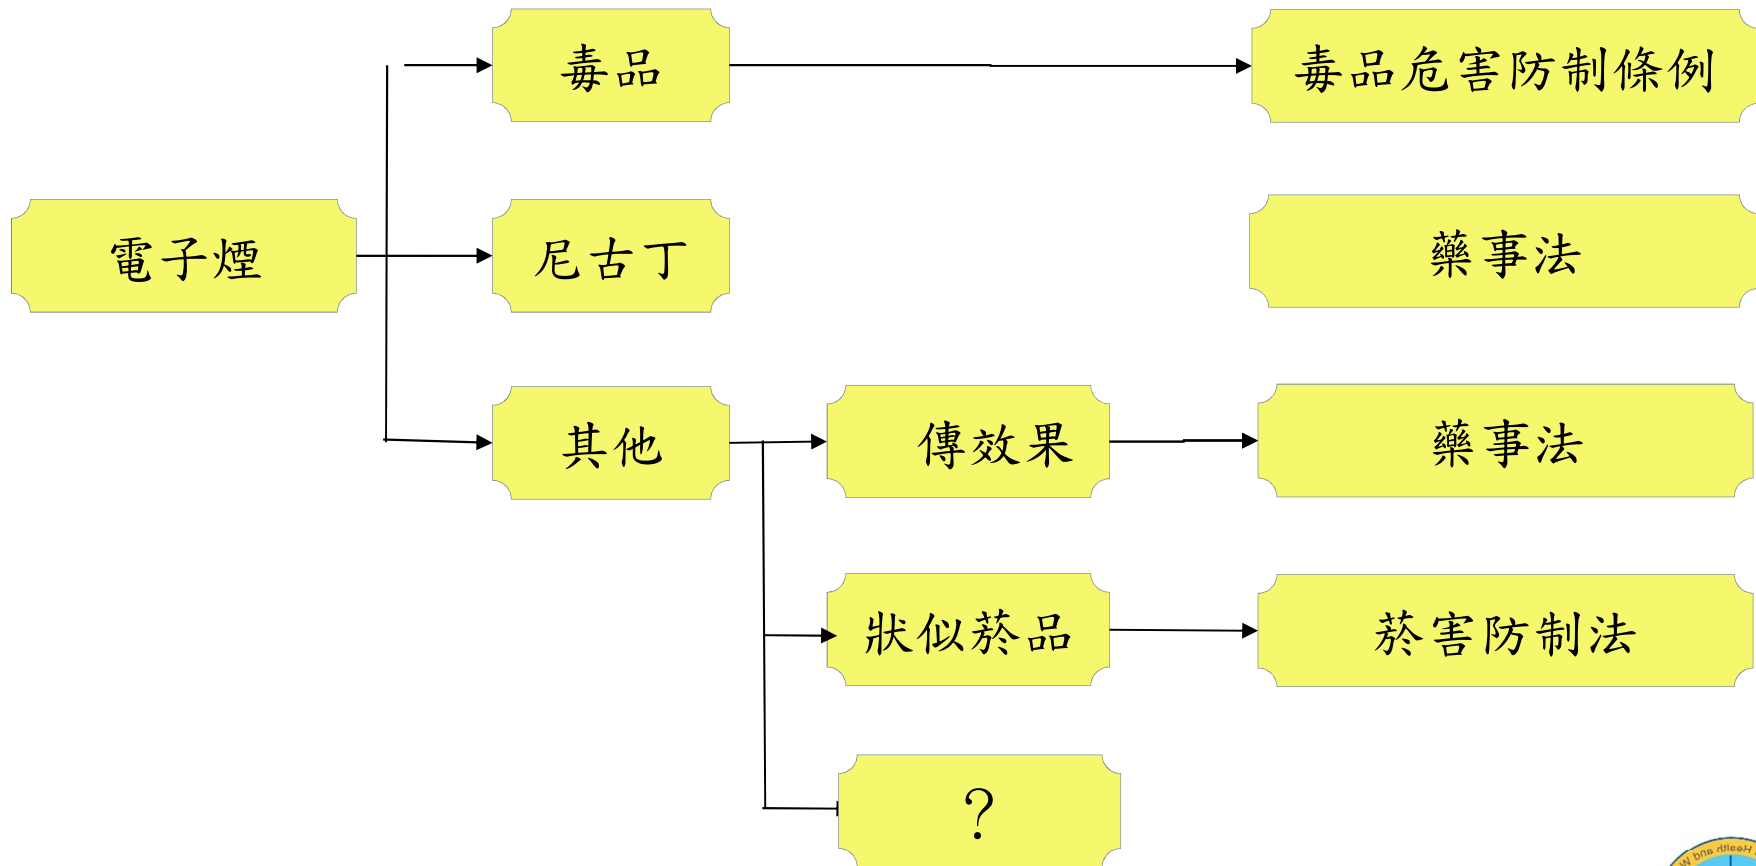 毒品
毒品危害防制條例
電子煙
尼古丁
藥事法
其他
傳效果
藥事法
狀似菸品
菸害防制法
？